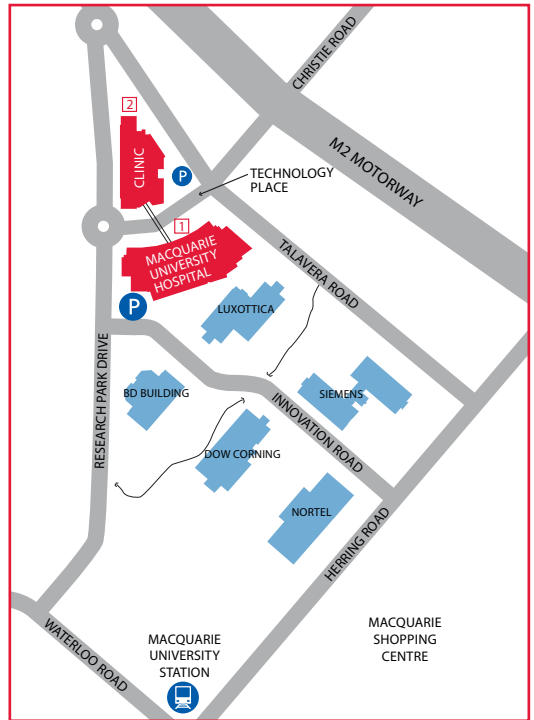 CHRISTIE ROAD
M2 MOTORWAY
2
CLINIC
P
TECHNOLOGY
PLACE
1
MACQUARIE
UNIVERSITY
HOSPITAL
TALAVERA ROAD
P
LUXOTTICA
RESEARCH PARK DRIVE
BD BUILDING
SIEMENS
INNOVATION ROAD
DOW CORNING
NORTEL
HERRING ROAD
WATERLOO ROAD
MACQUARIE
UNIVERSITY
STATION
MACQUARIE
SHOPPING
CENTRE